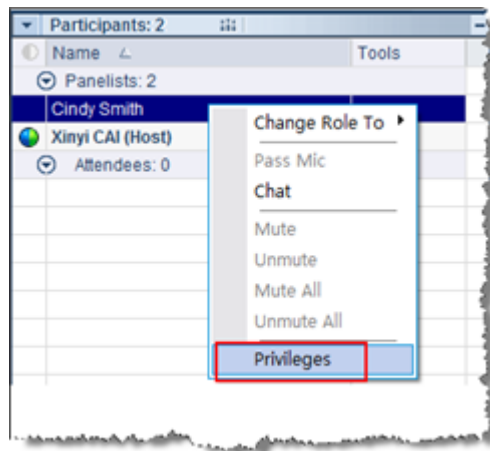 Participants: 2
Name Tools
Panelists: 2
Cindy Smith
Xinyi CAI (Host)
Attendees: 0
Change Role To
Pass Mic
Chat
Mute
Unmute
Mute All
Unmute All
Privileges